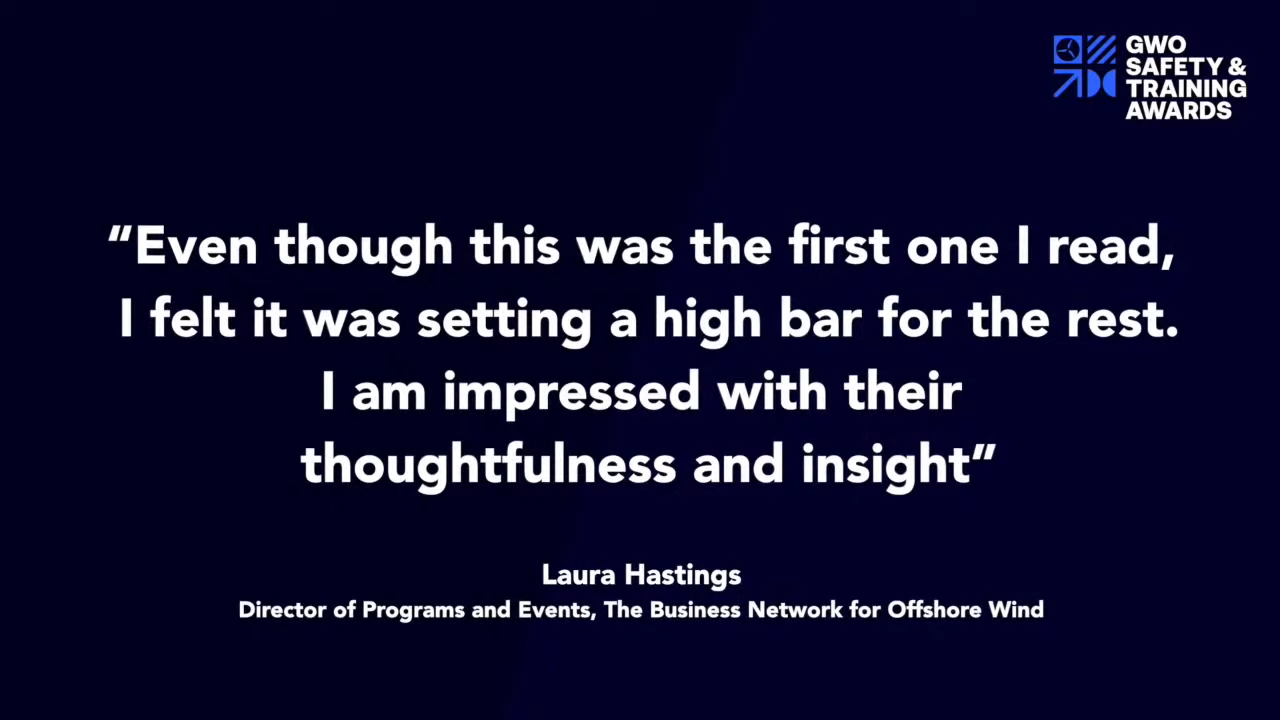 GWO
SAFETY &
TRAINING
AWARDS
“Even though this was the first one I read,
I felt it was setting a high bar for the rest.
I am impressed with their
thoughtfulness and insight”
Laura Hastings
Director of Programs and Events, The Business Network for Offshore Wind